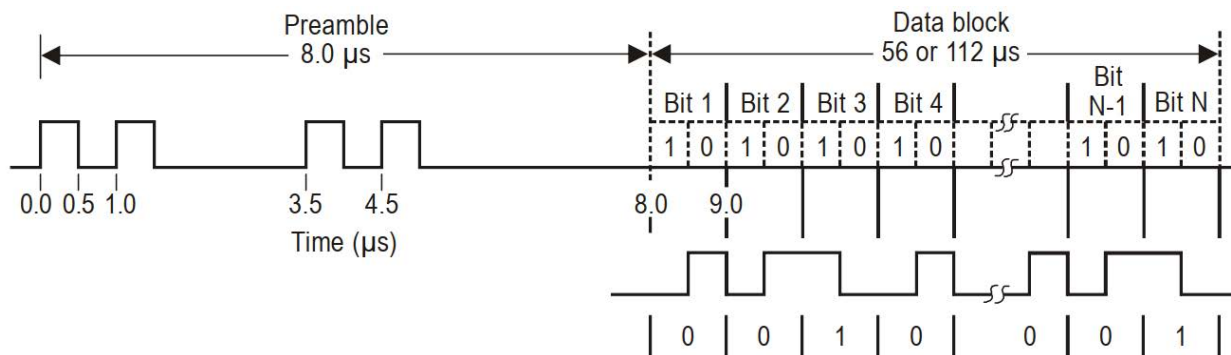 Preamble
8.0 µs
Data block
56 or 112 µs
Bit 1 Bit 2 Bit 3 Bit 4 Bit N-1 Bit N
1 0 1 0 1 0 1 0 1 0 1 0
0.0 0.5 1.0 3.5 4.5 8.0 9.0
Time (µs)
0 0 1 0 0 0 1